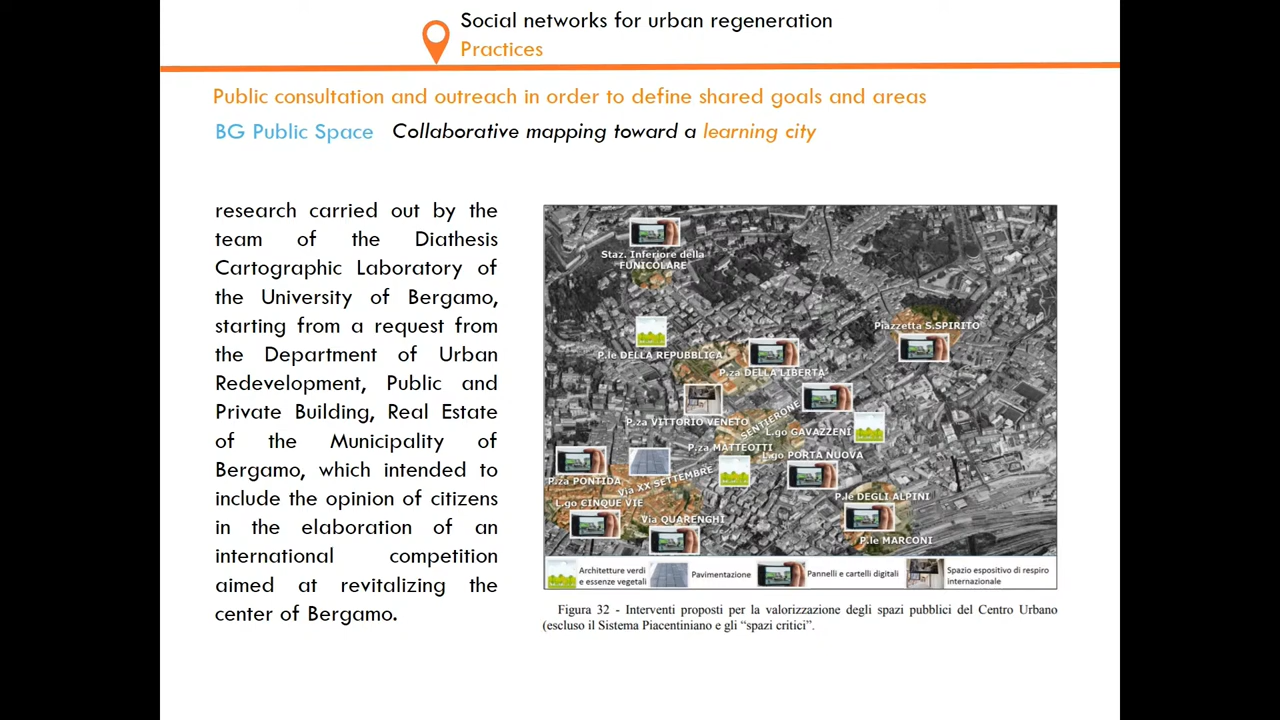 Social networks for urban regeneration
Practices
Public consultation and outreach in order to define shared goals and areas
BG Public Space Collaborative mapping toward a learning city
research carried out by the
team of the Diathesis
Cartographic Laboratory of
the University of Bergamo,
starting from a request from
the Department of Urban
Redevelopment, Public and
Private Building, Real Estate
of the Municipality of
Bergamo, which intended to
include the opinion of citizens
in the elaboration of an
international competition
aimed at revitalizing the
center of Bergamo.
Staz. Inferiore della
FUNICOLARE
Piazzetta S.SPIRITO
P.le DELLA REPUBBLICA
P.za DELLA LIBERTA'
P.za VITTORIO VENETO
SENTIERONE
L.go GAVAZZENI
P.za MATTEOTTI
L.go PORTA NUOVA
P.za PONTIDA
Via XX SETTEMBRE
L.go CINQUE VIE
Via QUARENGHI
P.le DEGLI ALPINI
P.le MARCONI
Architetture verdi
e essenze vegetali
Pavimentazione
Pannelli e cartelli digitali
Spazio espositivo di respiro
internazionale
Figura 32 - Interventi proposti per la valorizzazione degli spazi pubblici del Centro Urbano
(escluso il Sistema Piacentiniano e gli “spazi critici”.